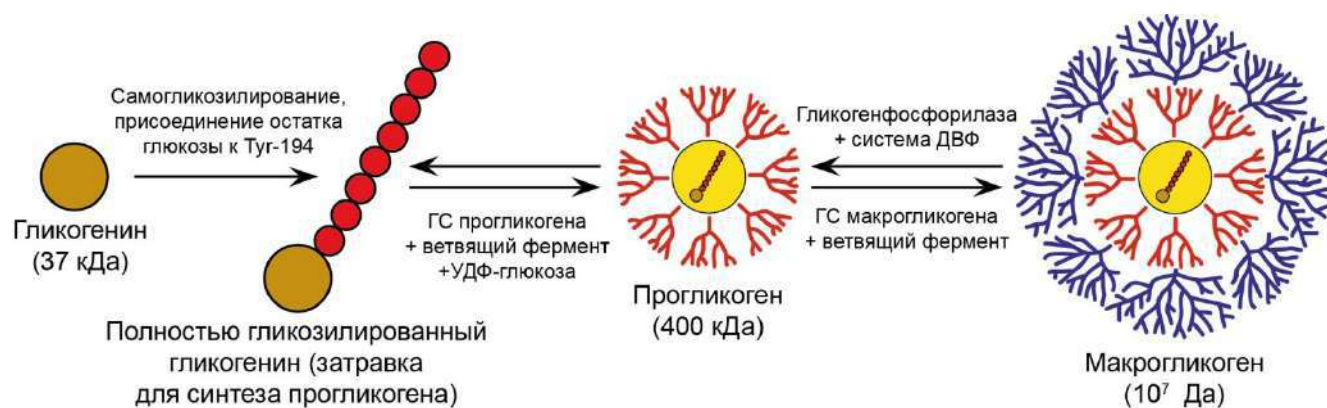 Гликогенин
(37 кДа)
Самогликозилирование,
присоединение остатка
глюкозы к Tyr-194
Полностью гликозилированный
гликогенин (затравка
для синтеза прогликогена)
ГС прогликогена
+ ветвящий фермент
+УДФ-глюкоза
Прогликоген
(400 кДа)
Гликогенфосфорилаза
+ система ДВФ
ГС макрогликогена
+ ветвящий фермент
Макрогликоген
(10⁷ Да)